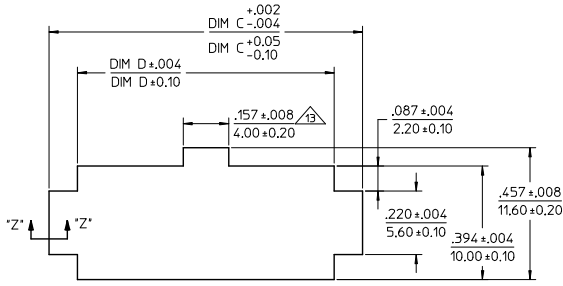 +.002
DIM C -.004
DIM C +0.05
-0.10
DIM D ±.004
DIM D ±0.10
.157 ±.008 13
4.00 ±0.20
.087 ±.004
2.20 ±0.10
.457 ±.008
11.60 ±0.20
.220 ±.004
5.60 ±0.10
"Z" "Z"
.394 ±.004
10.00 ±0.10